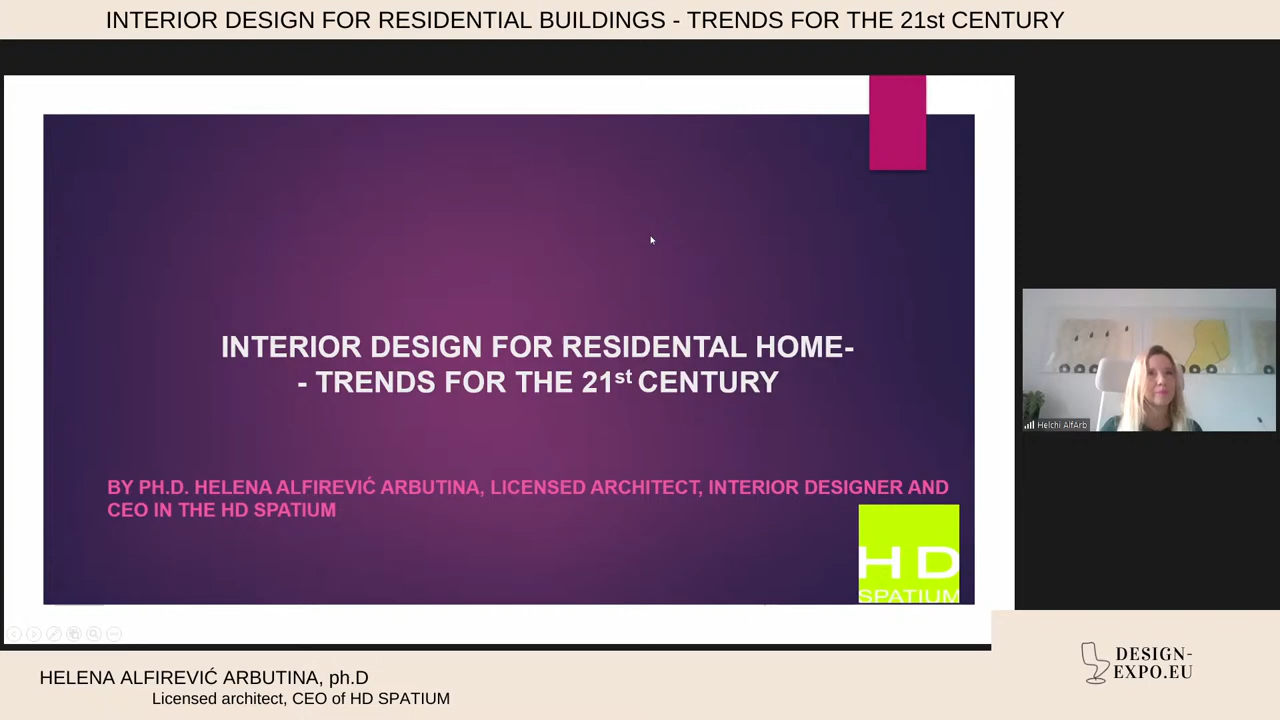 INTERIOR DESIGN FOR RESIDENTIAL BUILDINGS - TRENDS FOR THE 21st CENTURY
INTERIOR DESIGN FOR RESIDENTAL HOME-
- TRENDS FOR THE 21st CENTURY
BY PH.D. HELENA ALFIREVIĆ ARBUTINA, LICENSED ARCHITECT, INTERIOR DESIGNER AND
CEO IN THE HD SPATIUM
HD
SPATIUM
Helchi AlfArb
HELENA ALFIREVIĆ ARBUTINA, ph.D
Licensed architect, CEO of HD SPATIUM
DESIGN-
EXPO.EU